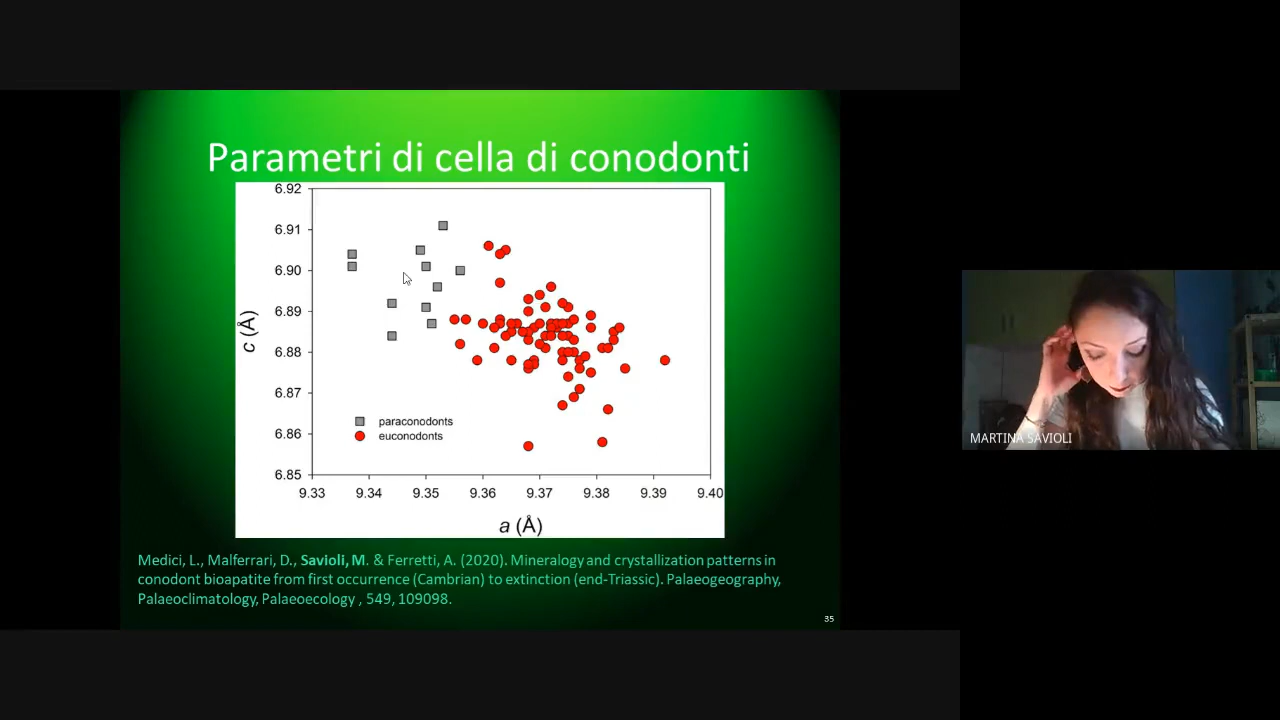 Parametri di cella di conodonti
6.92
6.91
6.90
6.89
6.88
6.87
6.86
6.85
c (Å)
paraconodonts
euconodonts
9.33 9.34 9.35 9.36 9.37 9.38 9.39 9.40
a (Å)
Medici, L., Malferrari, D., Savioli, M. & Ferretti, A. (2020). Mineralogy and crystallization patterns in
conodont bioapatite from first occurrence (Cambrian) to extinction (end-Triassic). Palaeogeography,
Palaeoclimatology, Palaeoecology , 549, 109098.
35
MARTINA SAVIOLI